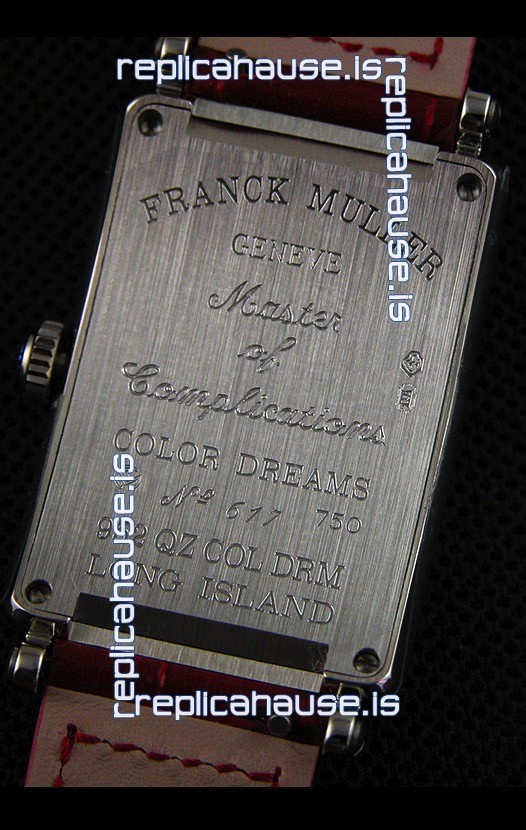 replicahause.is
replicahause.is
FRANCK MULLER
GENEVE
Master
of
Complications
COLOR DREAMS
Nº 617 750
QZ COL DRM
LONG ISLAND
replicahause.is
replicahause.is